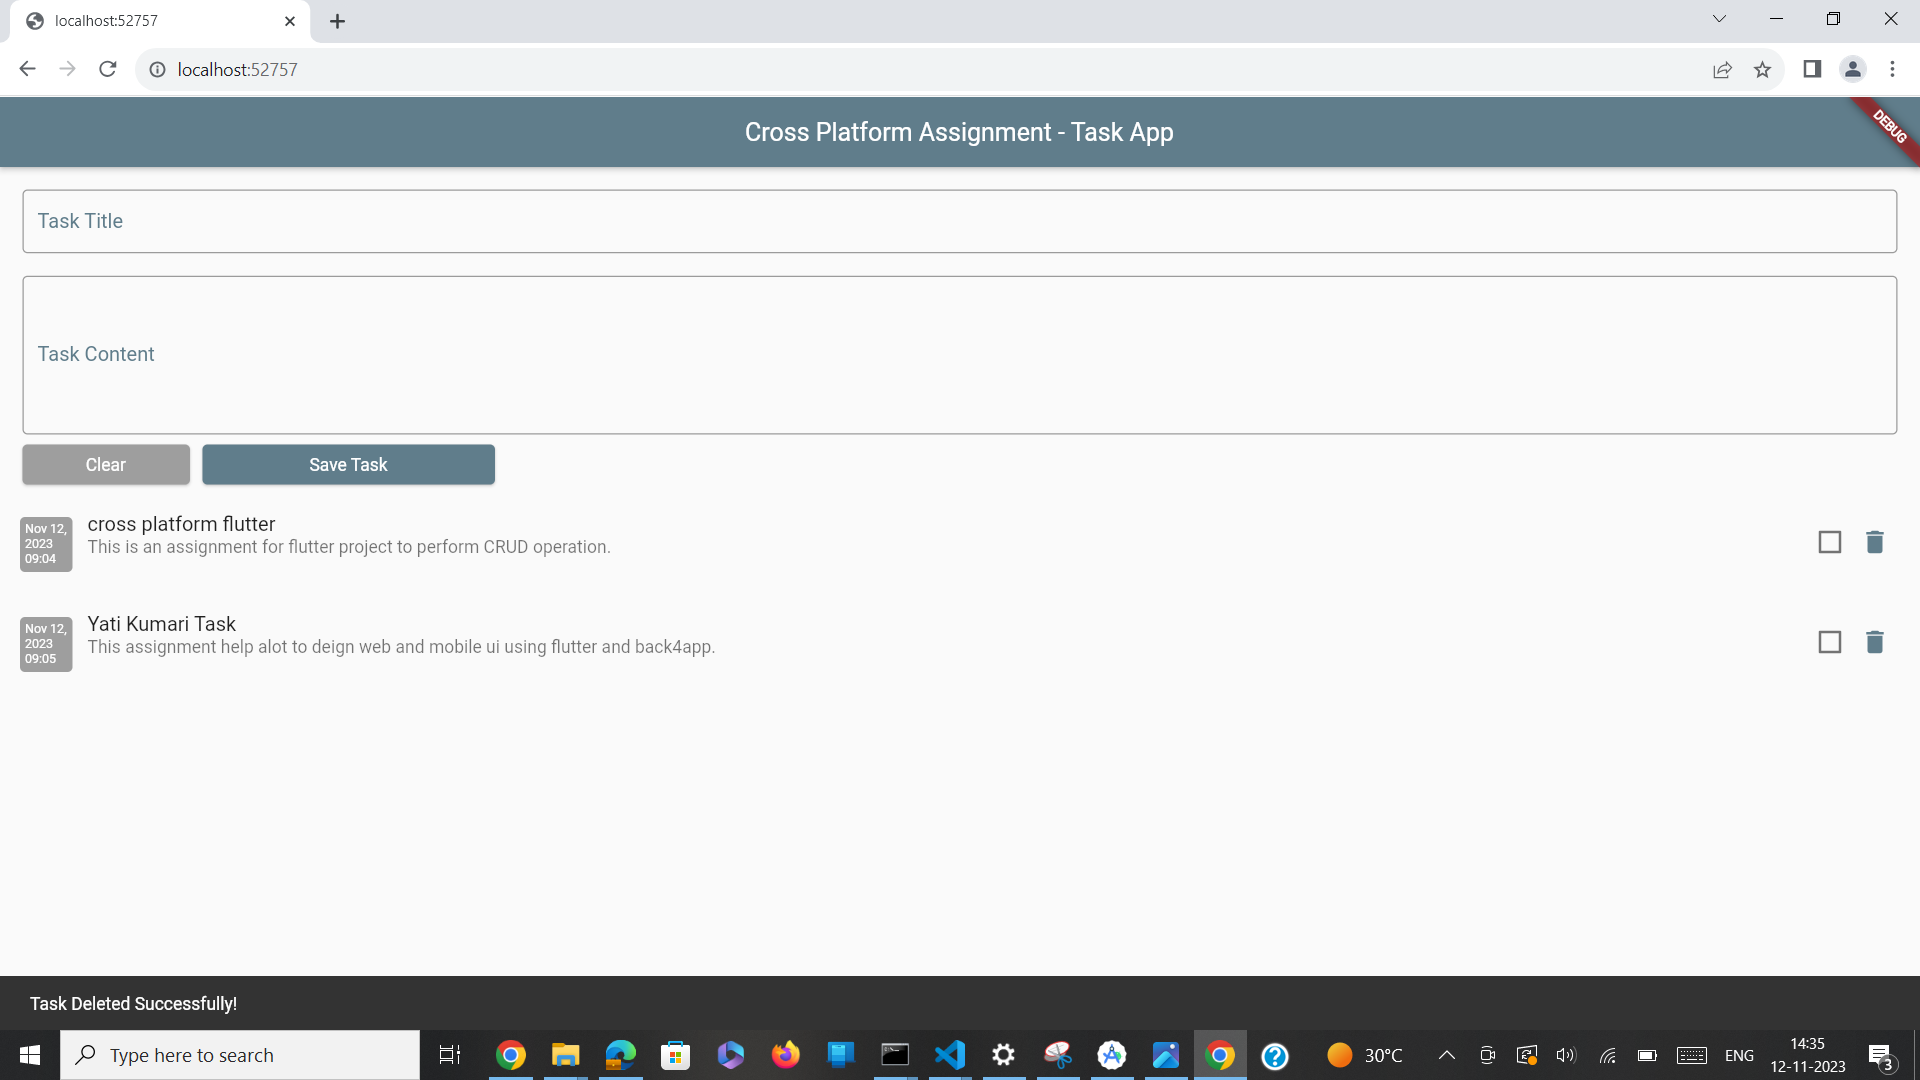 localhost:52757
localhost:52757
Cross Platform Assignment - Task App
DEBUG
Task Title
Task Content
Clear
Save Task
Nov 12,
2023
09:04
cross platform flutter
This is an assignment for flutter project to perform CRUD operation.
Nov 12,
2023
09:05
Yati Kumari Task
This assignment help alot to deign web and mobile ui using flutter and back4app.
Task Deleted Successfully!
Type here to search
30°C
ENG
14:35
12-11-2023
3